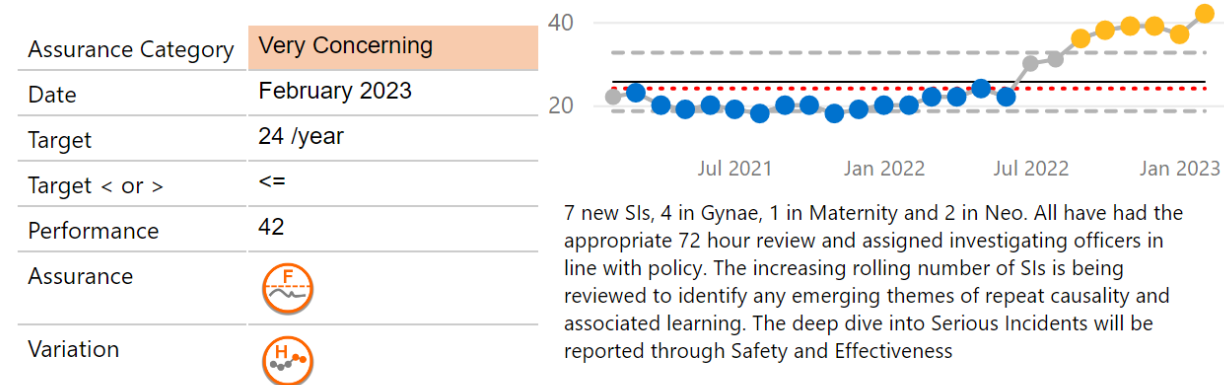 Assurance Category Very Concerning
Date February 2023
Target 24 /year
Target < or > <=
Performance 42
Assurance F
Variation H
40
20
Jul 2021 Jan 2022 Jul 2022 Jan 2023
7 new SIs, 4 in Gynae, 1 in Maternity and 2 in Neo. All have had the
appropriate 72 hour review and assigned investigating officers in
line with policy. The increasing rolling number of SIs is being
reviewed to identify any emerging themes of repeat causality and
associated learning. The deep dive into Serious Incidents will be
reported through Safety and Effectiveness